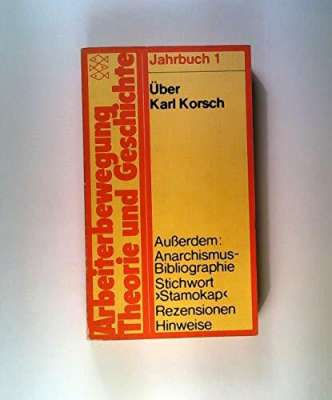 Arbeiterbewegung
Theorie und Geschichte
Jahrbuch 1
Über
Karl Korsch
Außerdem:
Anarchismus-
Bibliographie
Stichwort
›Stamokap‹
Rezensionen
Hinweise